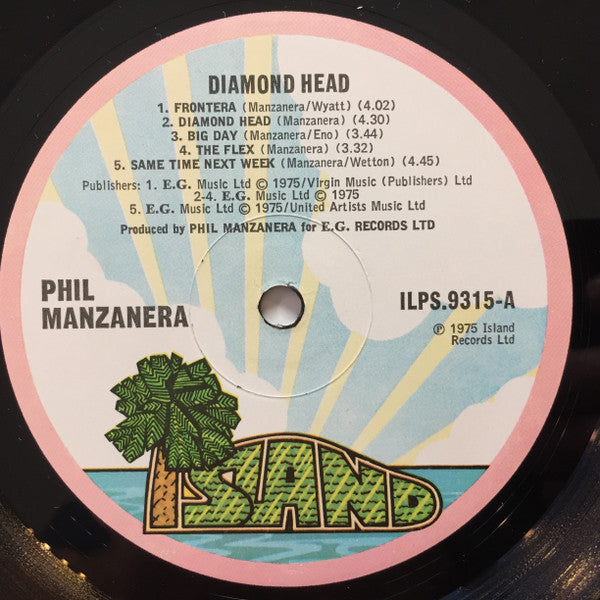 DIAMOND HEAD
1. FRONTERA (Manzanera/Wyatt) (4.02)
2. DIAMOND HEAD (Manzanera) (4.30)
3. BIG DAY (Manzanera/Eno) (3.44)
4. THE FLEX (Manzanera) (3.32)
5. SAME TIME NEXT WEEK (Manzanera/Wetton) (4.45)
Publishers: 1. E.G. Music Ltd © 1975/Virgin Music (Publishers) Ltd
2-4. E.G. Music Ltd © 1975
5. E.G. Music Ltd © 1975/United Artists Music Ltd
Produced by PHIL MANZANERA for E.G. RECORDS LTD
PHIL
MANZANERA
ILPS.9315-A
℗ 1975 Island
Records Ltd
ISLAND